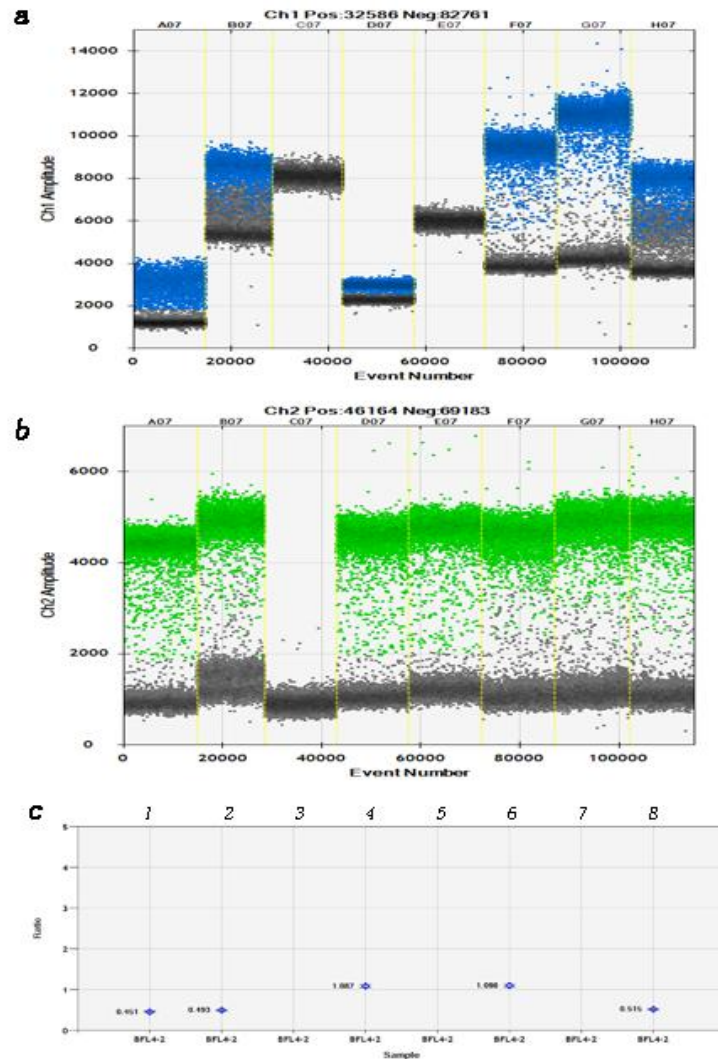 a
Ch1 Pos:32586 Neg:82761
A07 B07 C07 D07 E07 F07 G07 H07
14000
12000
10000
8000
6000
4000
2000
0
Ch1 Amplitude
0 20000 40000 60000 80000 100000
Event Number
b
Ch2 Pos:46164 Neg:69183
A07 B07 C07 D07 E07 F07 G07 H07
6000
4000
2000
0
Ch2 Amplitude
0 20000 40000 60000 80000 100000
Event Number
c
1 2 3 4 5 6 7 8
5
4
3
2
1
0
Ratio
0.451 0.493 1.087 1.098 0.515
BFL4-2 BFL4-2 BFL4-2 BFL4-2 BFL4-2 BFL4-2 BFL4-2 BFL4-2
Sample